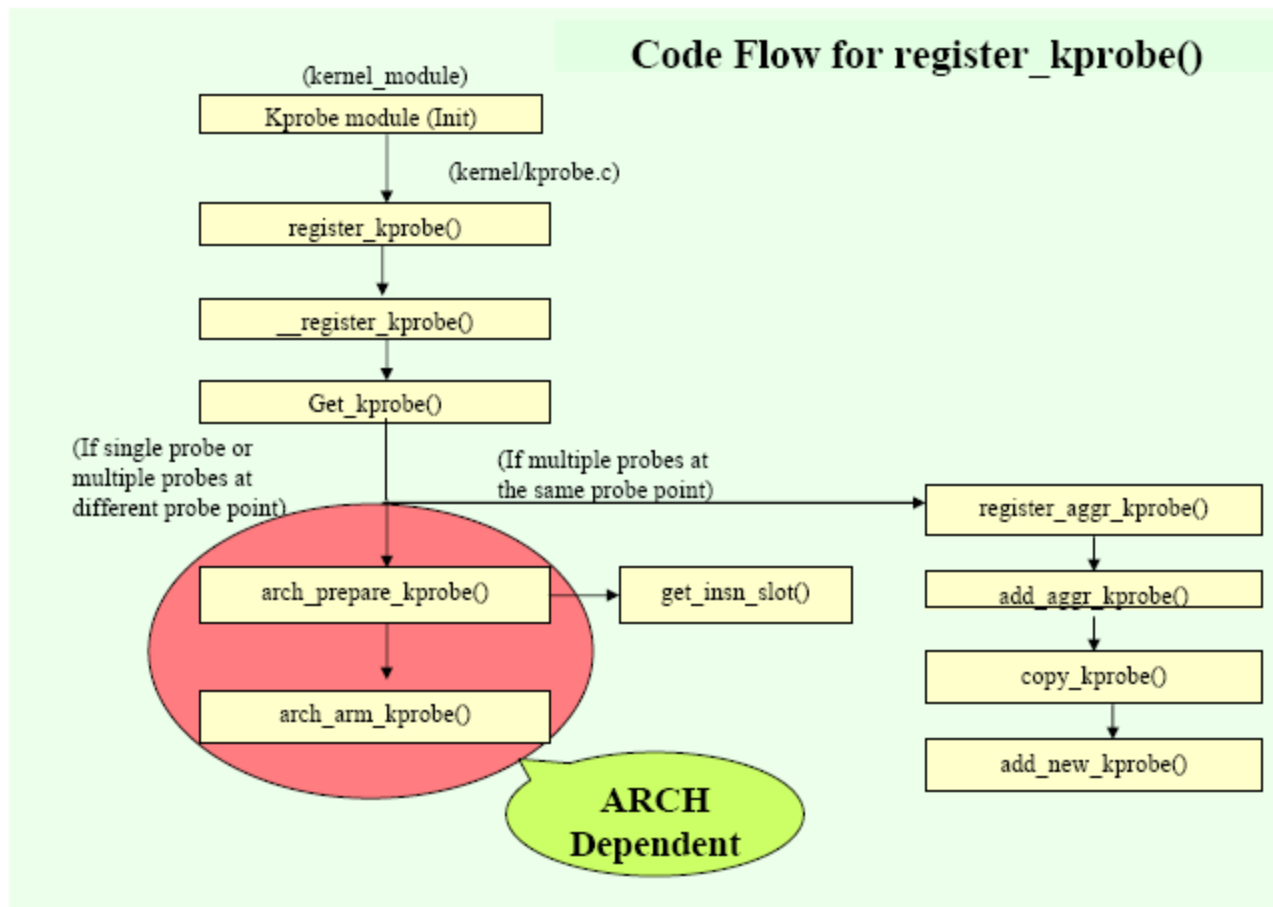 Code Flow for register_kprobe()
(kernel_module)
Kprobe module (Init)
(kernel/kprobe.c)
register_kprobe()
__register_kprobe()
Get_kprobe()
(If single probe or
multiple probes at
different probe point)
(If multiple probes at
the same probe point)
register_aggr_kprobe()
arch_prepare_kprobe()
get_insn_slot()
add_aggr_kprobe()
copy_kprobe()
arch_arm_kprobe()
add_new_kprobe()
ARCH
Dependent